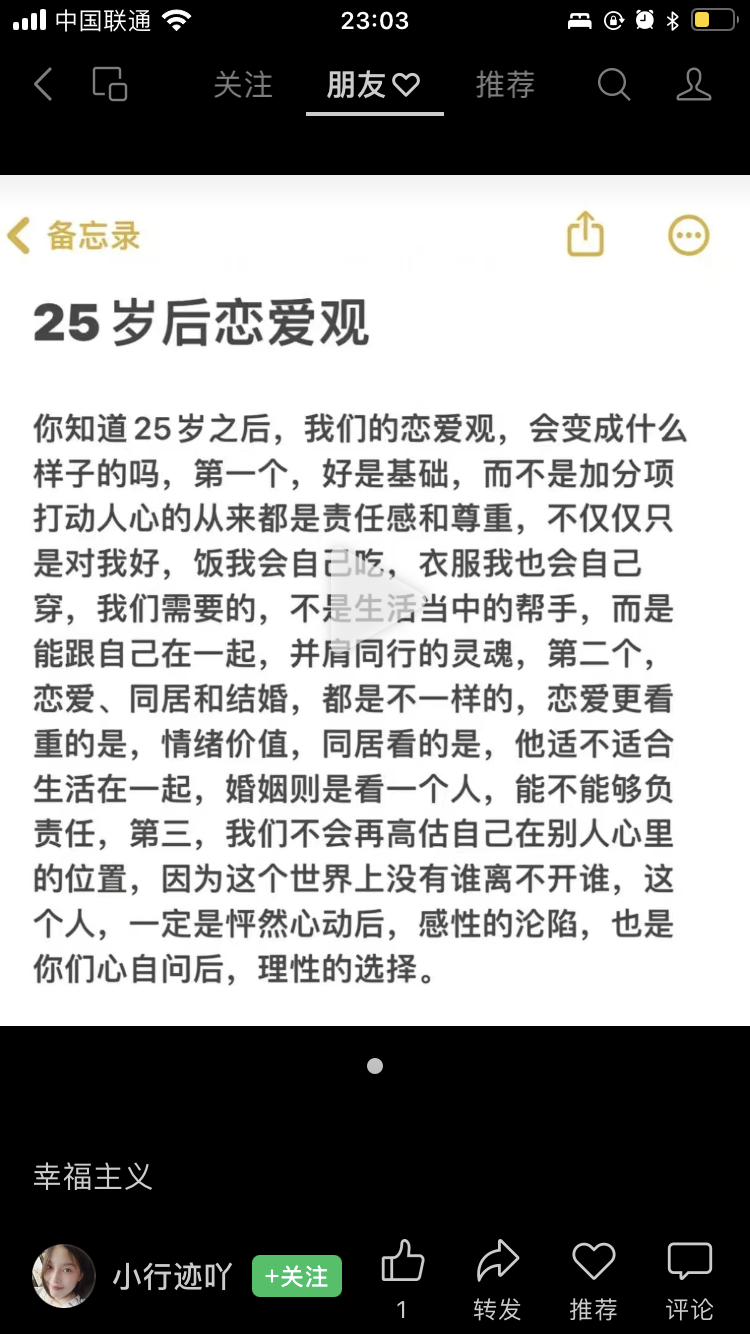 中国联通
23:03
关注
朋友♡
推荐
备忘录
25岁后恋爱观
你知道25岁之后，我们的恋爱观，会变成什么
样子的吗，第一个，好是基础，而不是加分项
打动人心的从来都是责任感和尊重，不仅仅只
是对我好，饭我会自己吃，衣服我也会自己
穿，我们需要的，不是生活当中的帮手，而是
能跟自己在一起，并肩同行的灵魂，第二个，
恋爱、同居和结婚，都是不一样的，恋爱更看
重的是，情绪价值，同居看的是，他适不适合
生活在一起，婚姻则是看一个人，能不能够负
责任，第三，我们不会再高估自己在别人心里
的位置，因为这个世界上没有谁离不开谁，这
个人，一定是怦然心动后，感性的沦陷，也是
你们心自问后，理性的选择。
幸福主义
小行迹吖
+关注
1
转发
推荐
评论